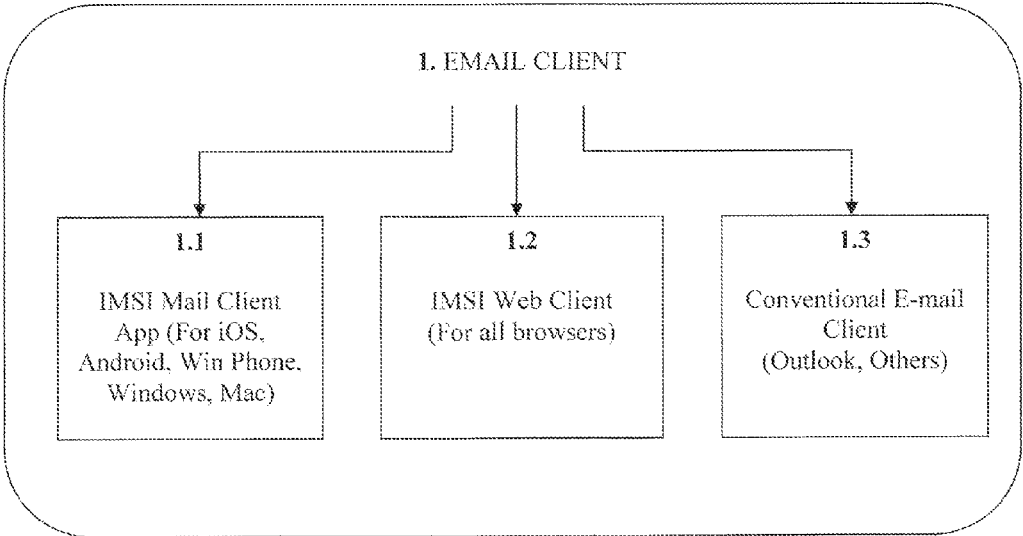 1. EMAIL CLIENT
1.1
IMSI Mail Client
App (For iOS,
Android, Win Phone,
Windows, Mac)
1.2
IMSI Web Client
(For all browsers)
1.3
Conventional E-mail
Client
(Outlook, Others)